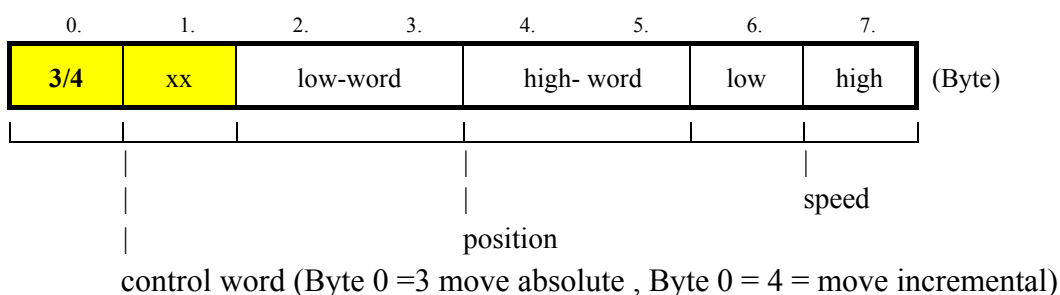 0. 1. 2. 3. 4. 5. 6. 7.
3/4 xx low-word high- word low high (Byte)
speed
position
control word (Byte 0 =3 move absolute , Byte 0 = 4 = move incremental)